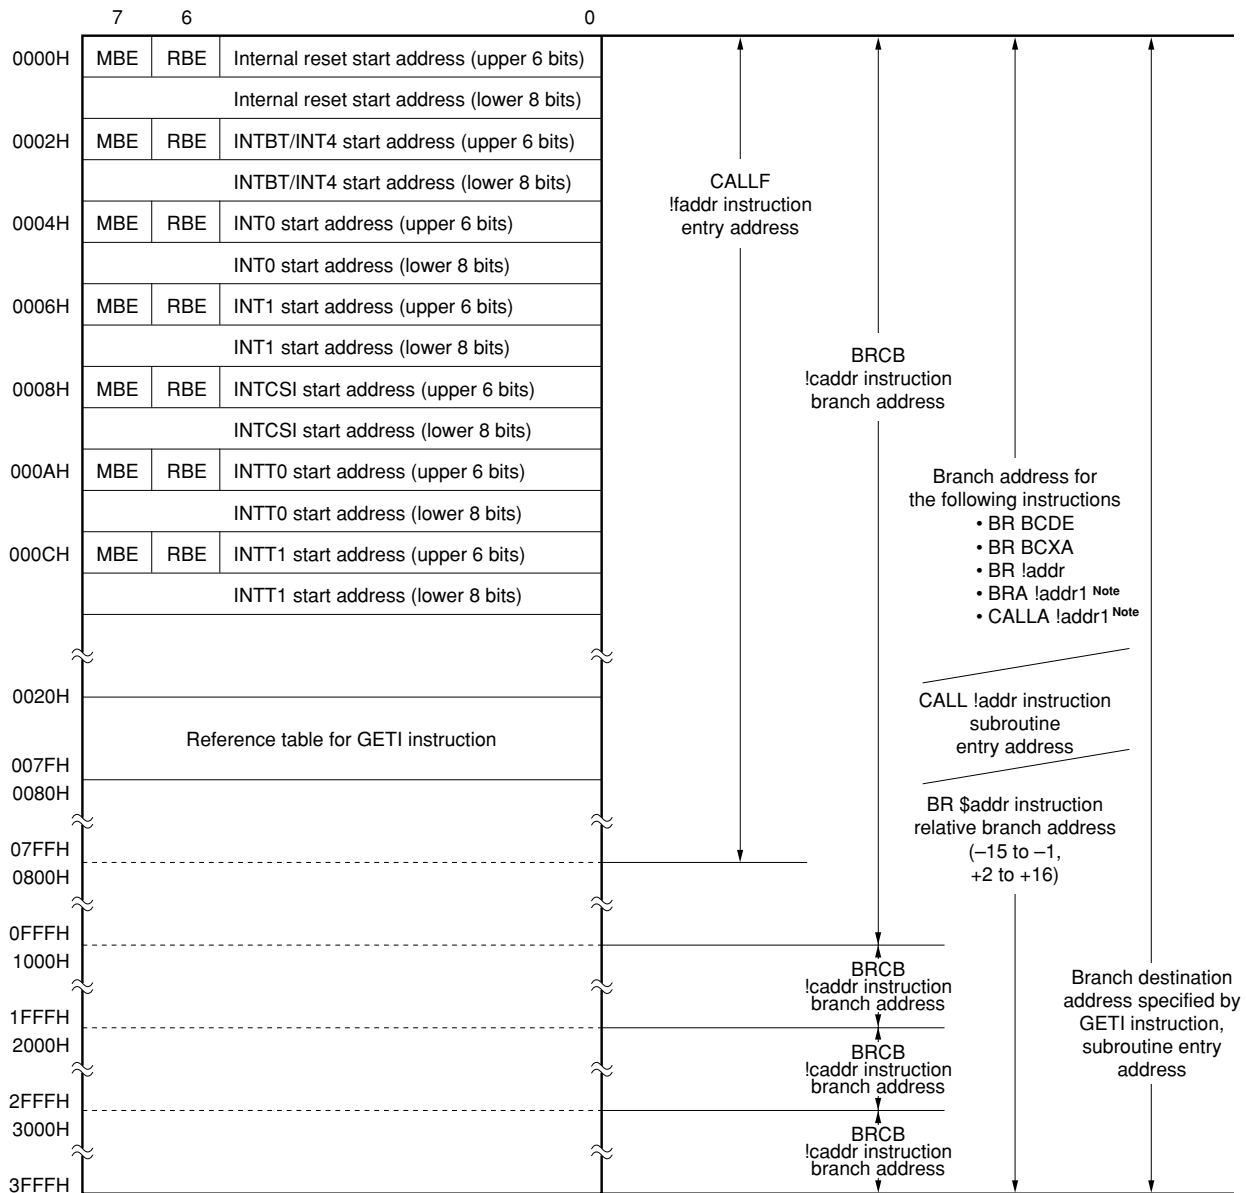 7 6 0
0000H MBE RBE Internal reset start address (upper 6 bits)
Internal reset start address (lower 8 bits)
0002H MBE RBE INTBT/INT4 start address (upper 6 bits)
INTBT/INT4 start address (lower 8 bits)
0004H MBE RBE INT0 start address (upper 6 bits)
INT0 start address (lower 8 bits)
0006H MBE RBE INT1 start address (upper 6 bits)
INT1 start address (lower 8 bits)
0008H MBE RBE INTCSI start address (upper 6 bits)
INTCSI start address (lower 8 bits)
000AH MBE RBE INTT0 start address (upper 6 bits)
INTT0 start address (lower 8 bits)
000CH MBE RBE INTT1 start address (upper 6 bits)
INTT1 start address (lower 8 bits)
0020H
Reference table for GETI instruction
007FH
0080H
07FFH
0800H
0FFFH
1000H
1FFFH
2000H
2FFFH
3000H
3FFFH
CALLF
!faddr instruction
entry address
BRCB
!caddr instruction
branch address
BRCB
!caddr instruction
branch address
BRCB
!caddr instruction
branch address
BRCB
!caddr instruction
branch address
Branch address for
the following instructions
• BR BCDE
• BR BCXA
• BR !addr
• BRA !addr1 Note
• CALLA !addr1 Note
CALL !addr instruction
subroutine
entry address
BR $addr instruction
relative branch address
(–15 to –1,
+2 to +16)
Branch destination
address specified by
GETI instruction,
subroutine entry
address